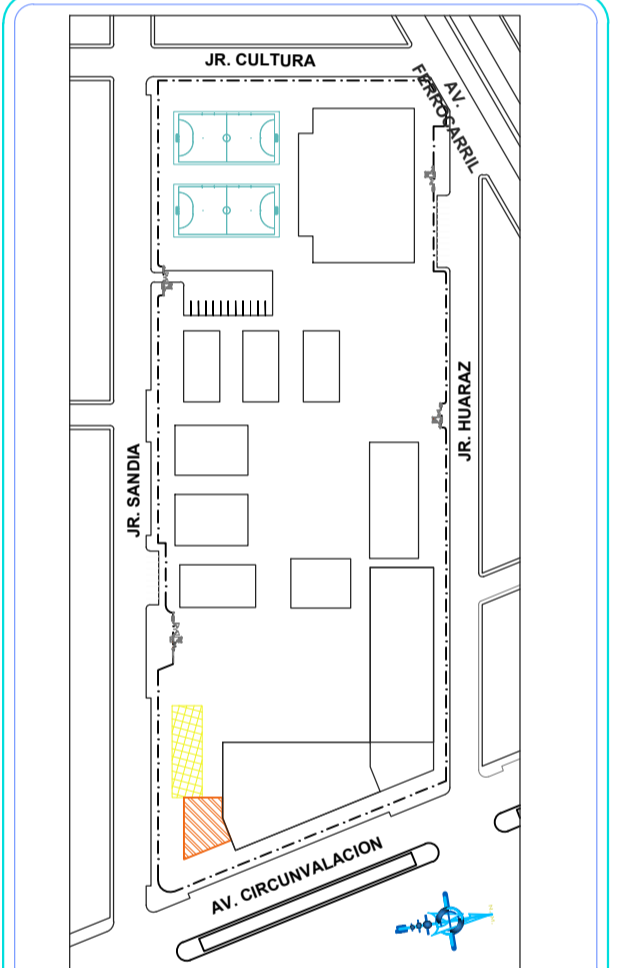 JR. CULTURA
AV.
FERROCARRIL
JR. HUARAZ
JR. SANDIA
AV. CIRCUNVALACION